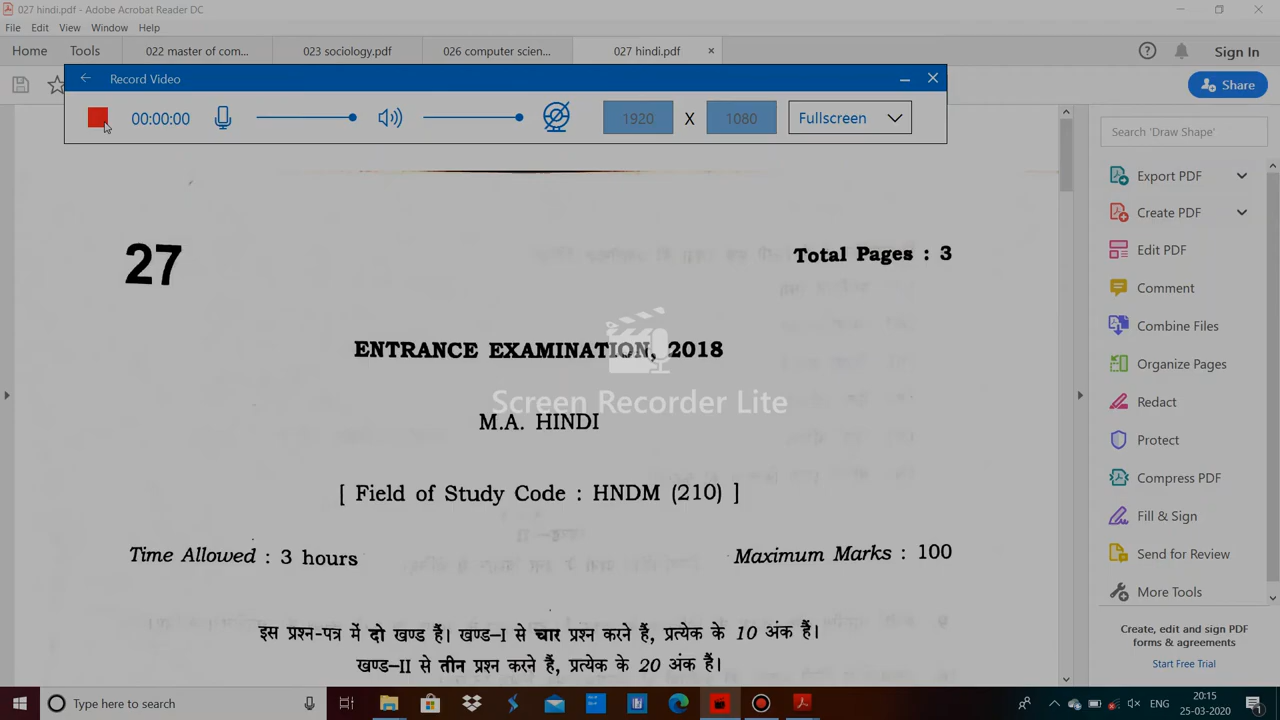 027 hindi.pdf - Adobe Acrobat Reader DC
File Edit View Window Help
Home Tools 022 master of com... 023 sociology.pdf 026 computer scien... 027 hindi.pdf × Sign In
Record Video
00:00:00 1920 X 1080 Fullscreen
Share
Search 'Draw Shape'
Export PDF
Create PDF
Edit PDF
Comment
Combine Files
Organize Pages
Redact
Protect
Compress PDF
Fill & Sign
Send for Review
More Tools
Create, edit and sign PDF
forms & agreements
Start Free Trial
27 Total Pages : 3
ENTRANCE EXAMINATION, 2018
Screen Recorder Lite
M.A. HINDI
[ Field of Study Code : HNDM (210) ]
Time Allowed : 3 hours Maximum Marks : 100
इस प्रश्न-पत्र में दो खण्ड हैं। खण्ड–I से चार प्रश्न करने हैं, प्रत्येक के 10 अंक हैं।
खण्ड–II से तीन प्रश्न करने हैं, प्रत्येक के 20 अंक हैं।
Type here to search ENG 20:15
25-03-2020 1